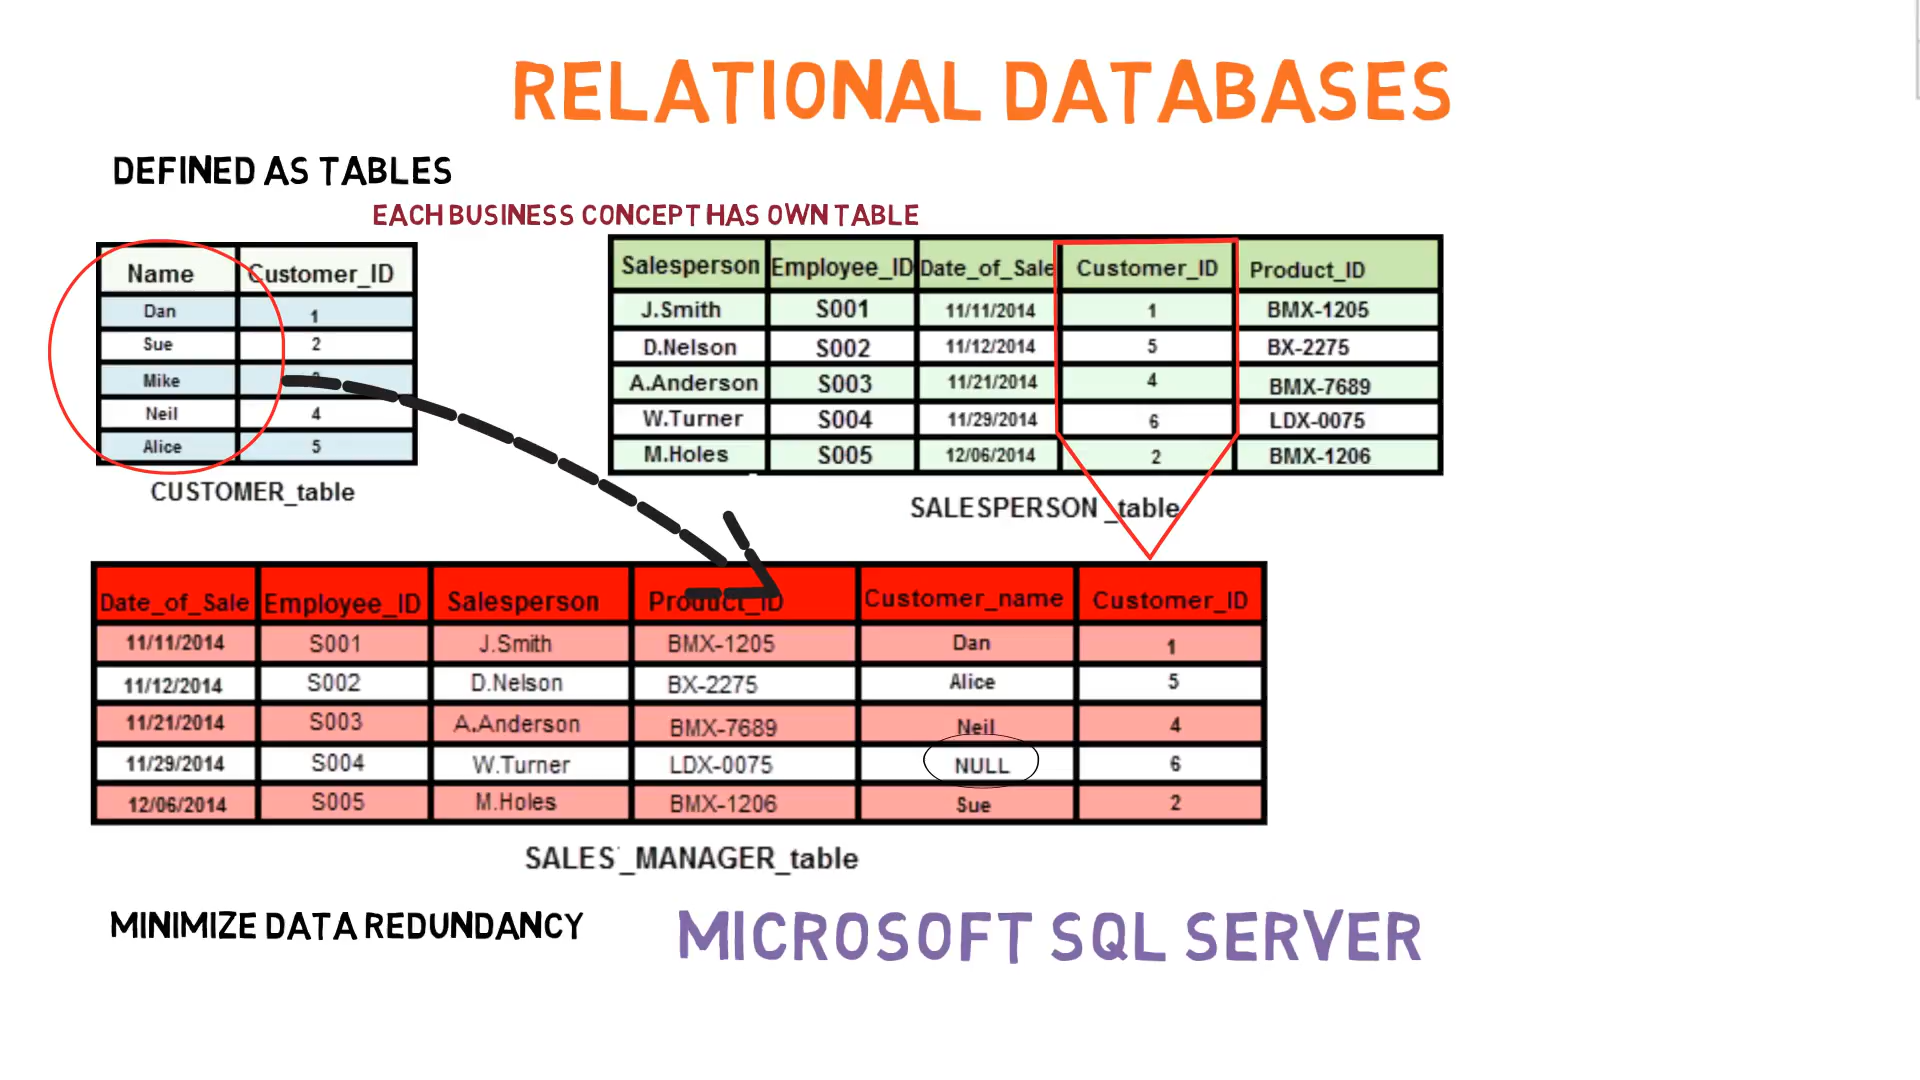 RELATIONAL DATABASES
DEFINED AS TABLES
EACH BUSINESS CONCEPT HAS OWN TABLE
Name Customer_ID
Dan 1
Sue 2
Mike
Neil 4
Alice 5
CUSTOMER_table
Salesperson Employee_ID Date_of_Sale Customer_ID Product_ID
J.Smith S001 11/11/2014 1 BMX-1205
D.Nelson S002 11/12/2014 5 BX-2275
A.Anderson S003 11/21/2014 4 BMX-7689
W.Turner S004 11/29/2014 6 LDX-0075
M.Holes S005 12/06/2014 2 BMX-1206
SALESPERSON_table
Date_of_Sale Employee_ID Salesperson Product_ID Customer_name Customer_ID
11/11/2014 S001 J.Smith BMX-1205 Dan 1
11/12/2014 S002 D.Nelson BX-2275 Alice 5
11/21/2014 S003 A.Anderson BMX-7689 Neil 4
11/29/2014 S004 W.Turner LDX-0075 NULL 6
12/06/2014 S005 M.Holes BMX-1206 Sue 2
SALES_MANAGER_table
MINIMIZE DATA REDUNDANCY
MICROSOFT SQL SERVER